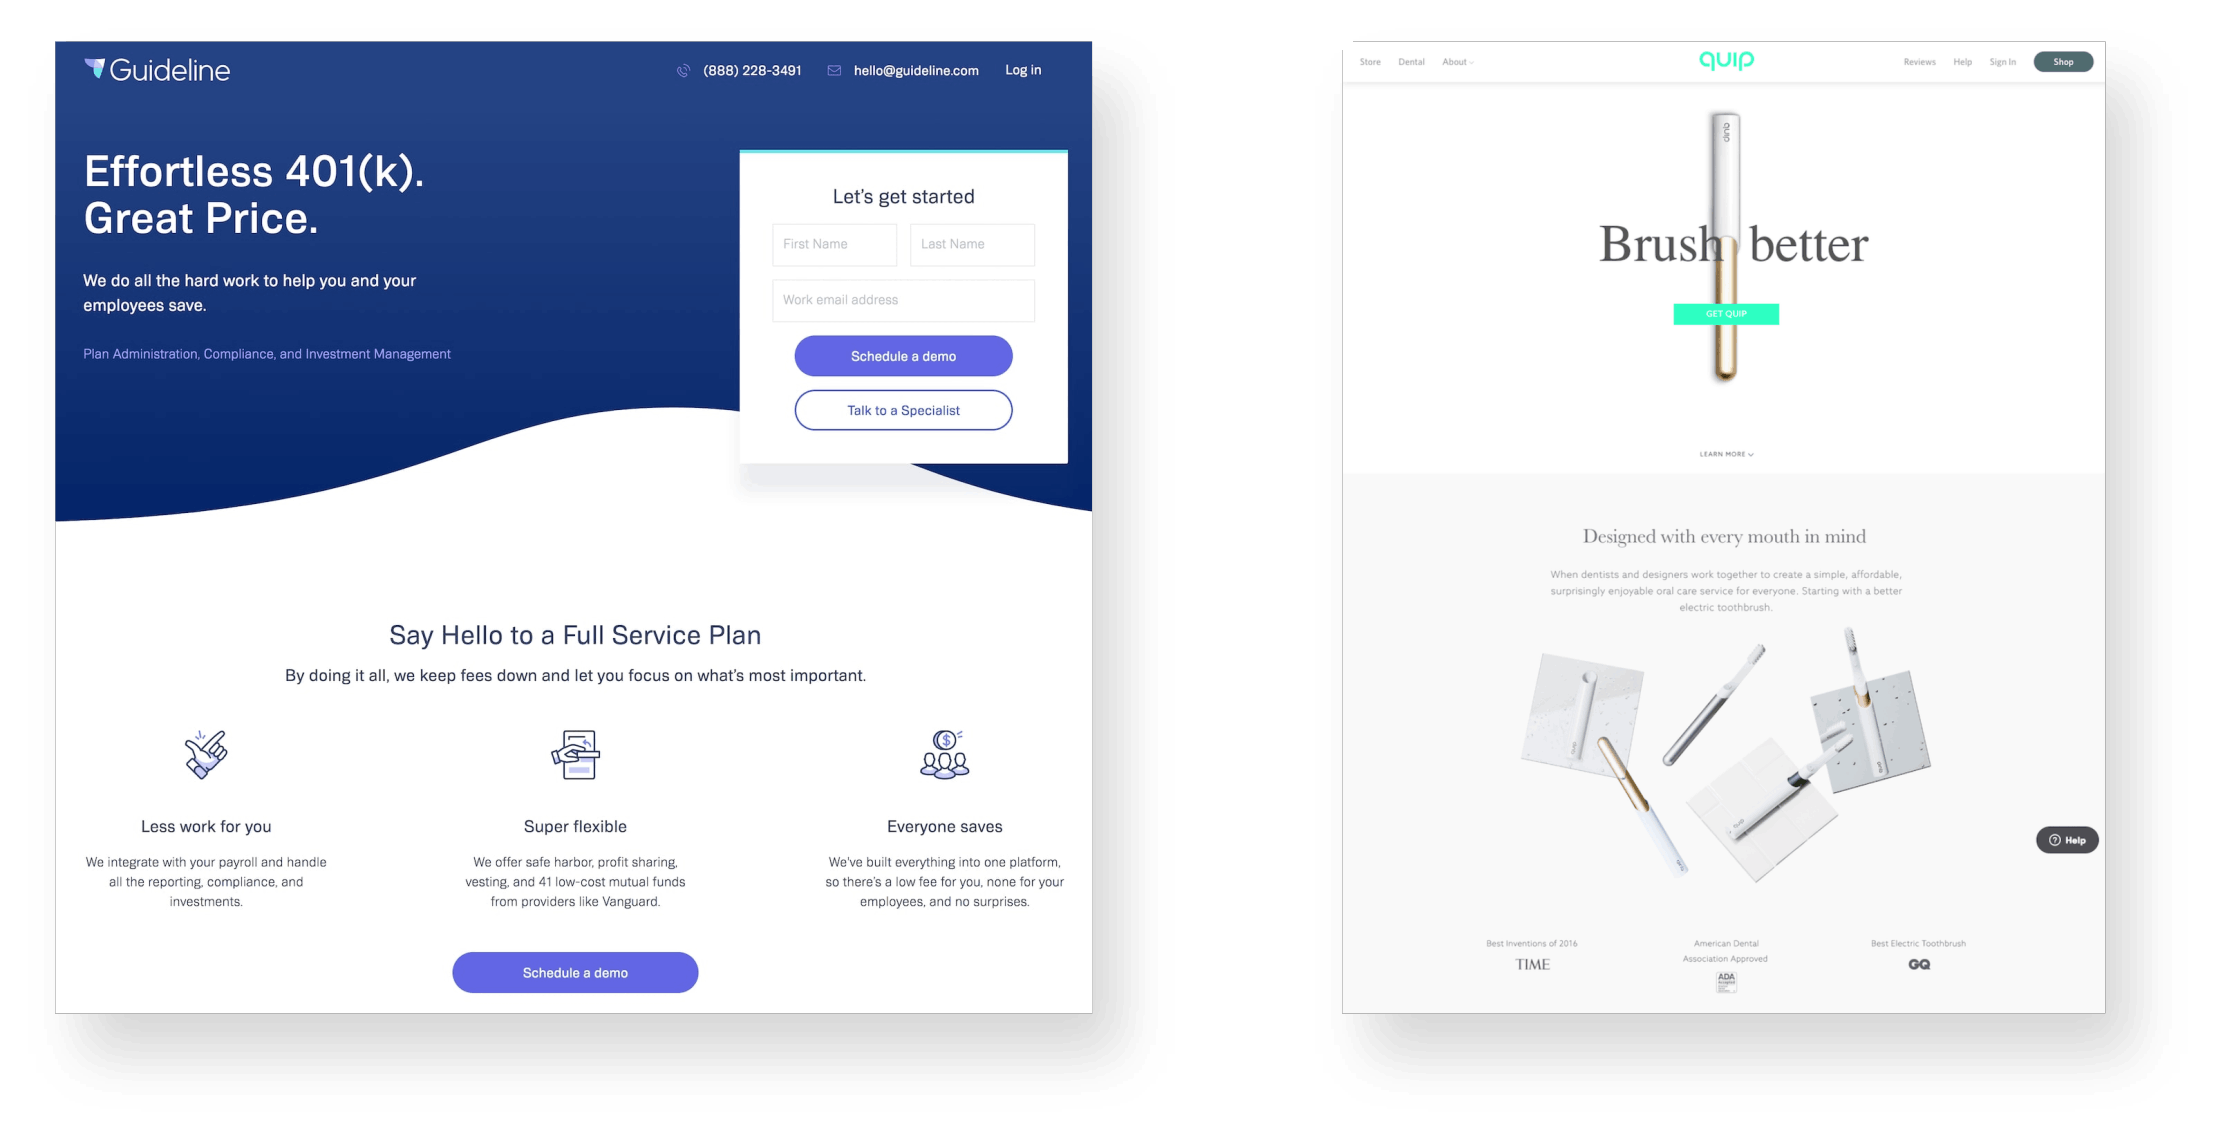 Guideline
(888) 228-3491
hello@guideline.com
Log in
Effortless 401(k).
Great Price.
We do all the hard work to help you and your
employees save.
Plan Administration, Compliance, and Investment Management
Let's get started
First Name
Last Name
Work email address
Schedule a demo
Talk to a Specialist
Say Hello to a Full Service Plan
By doing it all, we keep fees down and let you focus on what's most important.
Less work for you
We integrate with your payroll and handle
all the reporting, compliance, and
investments.
Super flexible
We offer safe harbor, profit sharing,
vesting, and 41 low-cost mutual funds
from providers like Vanguard.
Everyone saves
We've built everything into one platform,
so there's a low fee for you, none for your
employees, and no surprises.
Schedule a demo
Store
Dental
About
quip
Reviews
Help
Sign In
Shop
quip
Brush better
GET QUIP
LEARN MORE
Designed with every mouth in mind
When dentists and designers work together to create a simple, affordable,
surprisingly enjoyable oral care service for everyone. Starting with a better
electric toothbrush.
quip
quip
quip
quip
Help
Best Inventions of 2016
TIME
American Dental
Association Approved
ADA
Accepted
Best Electric Toothbrush
GQ